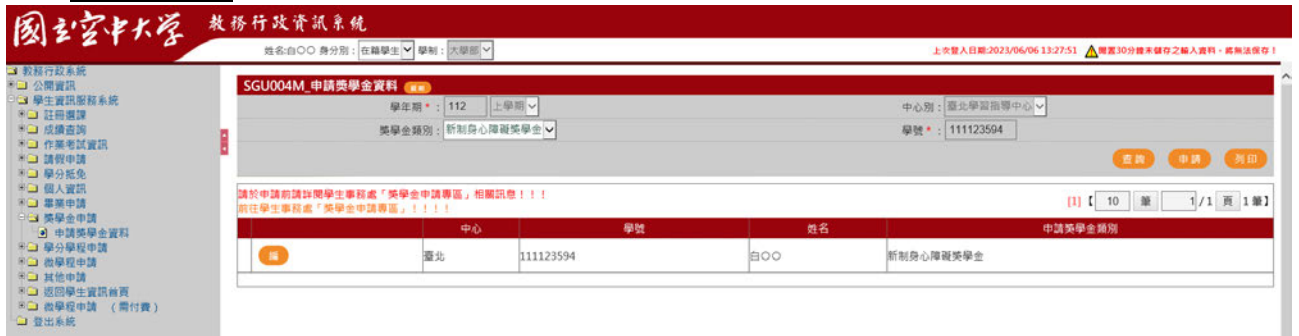 國立空中大學 教務行政資訊系統
姓名:白○○ 身分別：在籍學生 學制：大學部
上次登入日期:2023/06/06 13:27:51 閒置30分鐘未儲存之輸入資料，將無法保存！
教務行政系統
公開資訊
學生資訊服務系統
註冊選課
成績查詢
作業考試資訊
請假申請
學分抵免
個人資訊
畢業申請
獎學金申請
申請獎學金資料
學分學程申請
微學程申請
其他申請
返回學生資訊首頁
微學程申請 (需付費)
登出系統
SGU004M_申請獎學金資料
學年期＊： 112 上學期 中心別：臺北學習指導中心
獎學金類別：新制身心障礙獎學金 學號＊： 111123594
查詢 申請 列印
請於申請前請詳閱學生事務處「獎學金申請專區」相關訊息！！！
前往學生事務處「獎學金申請專區」！！！！
[1]【 10 筆 1/1 頁 1筆】
中心 學號 姓名 申請獎學金類別
編 臺北 111123594 白○○ 新制身心障礙獎學金